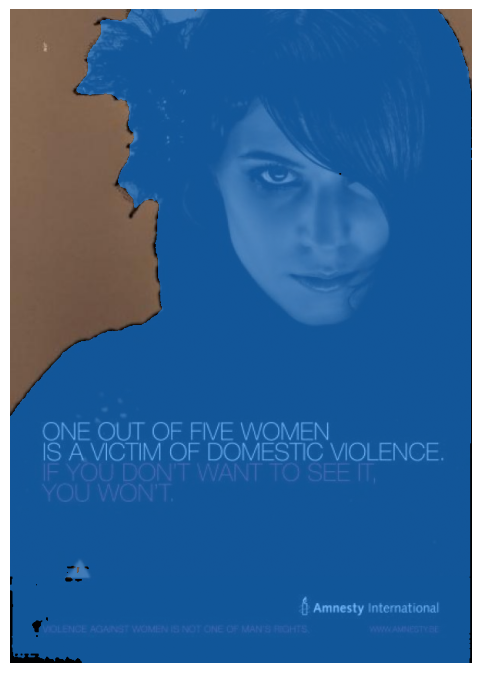 ONE OUT OF FIVE WOMEN
IS A VICTIM OF DOMESTIC VIOLENCE.
IF YOU DON'T WANT TO SEE IT,
YOU WON'T.
Amnesty International
VIOLENCE AGAINST WOMEN IS NOT ONE OF MAN'S RIGHTS.
WWW.AMNESTY.DE